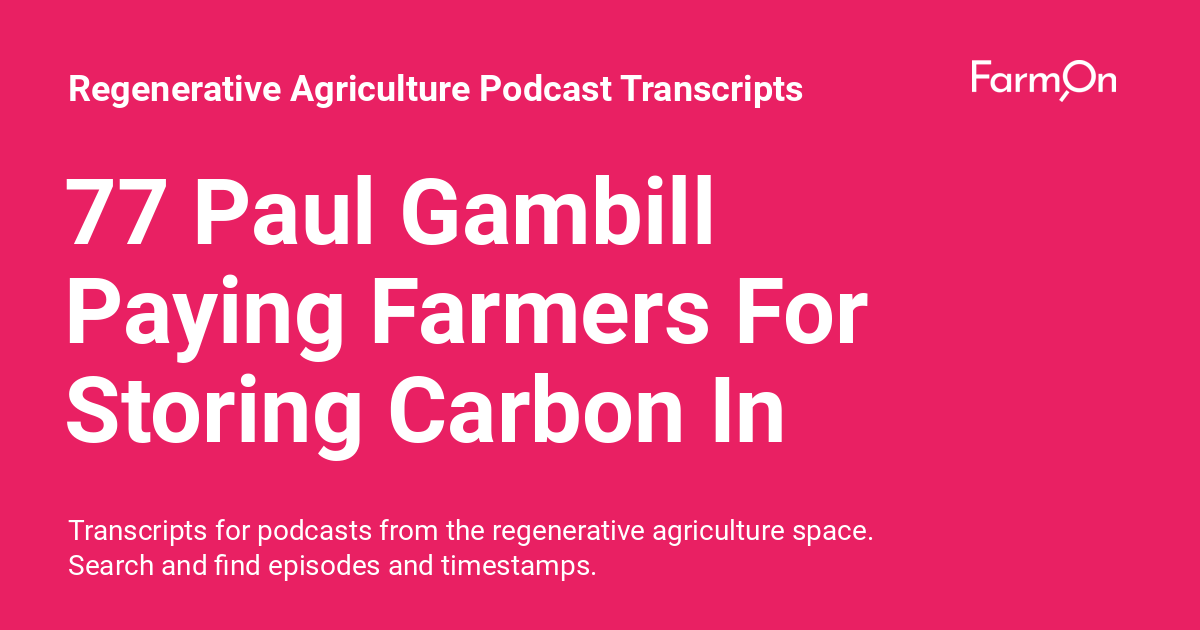 Regenerative Agriculture Podcast Transcripts
FarmOn
77 Paul Gambill
Paying Farmers For
Storing Carbon In
Transcripts for podcasts from the regenerative agriculture space.
Search and find episodes and timestamps.